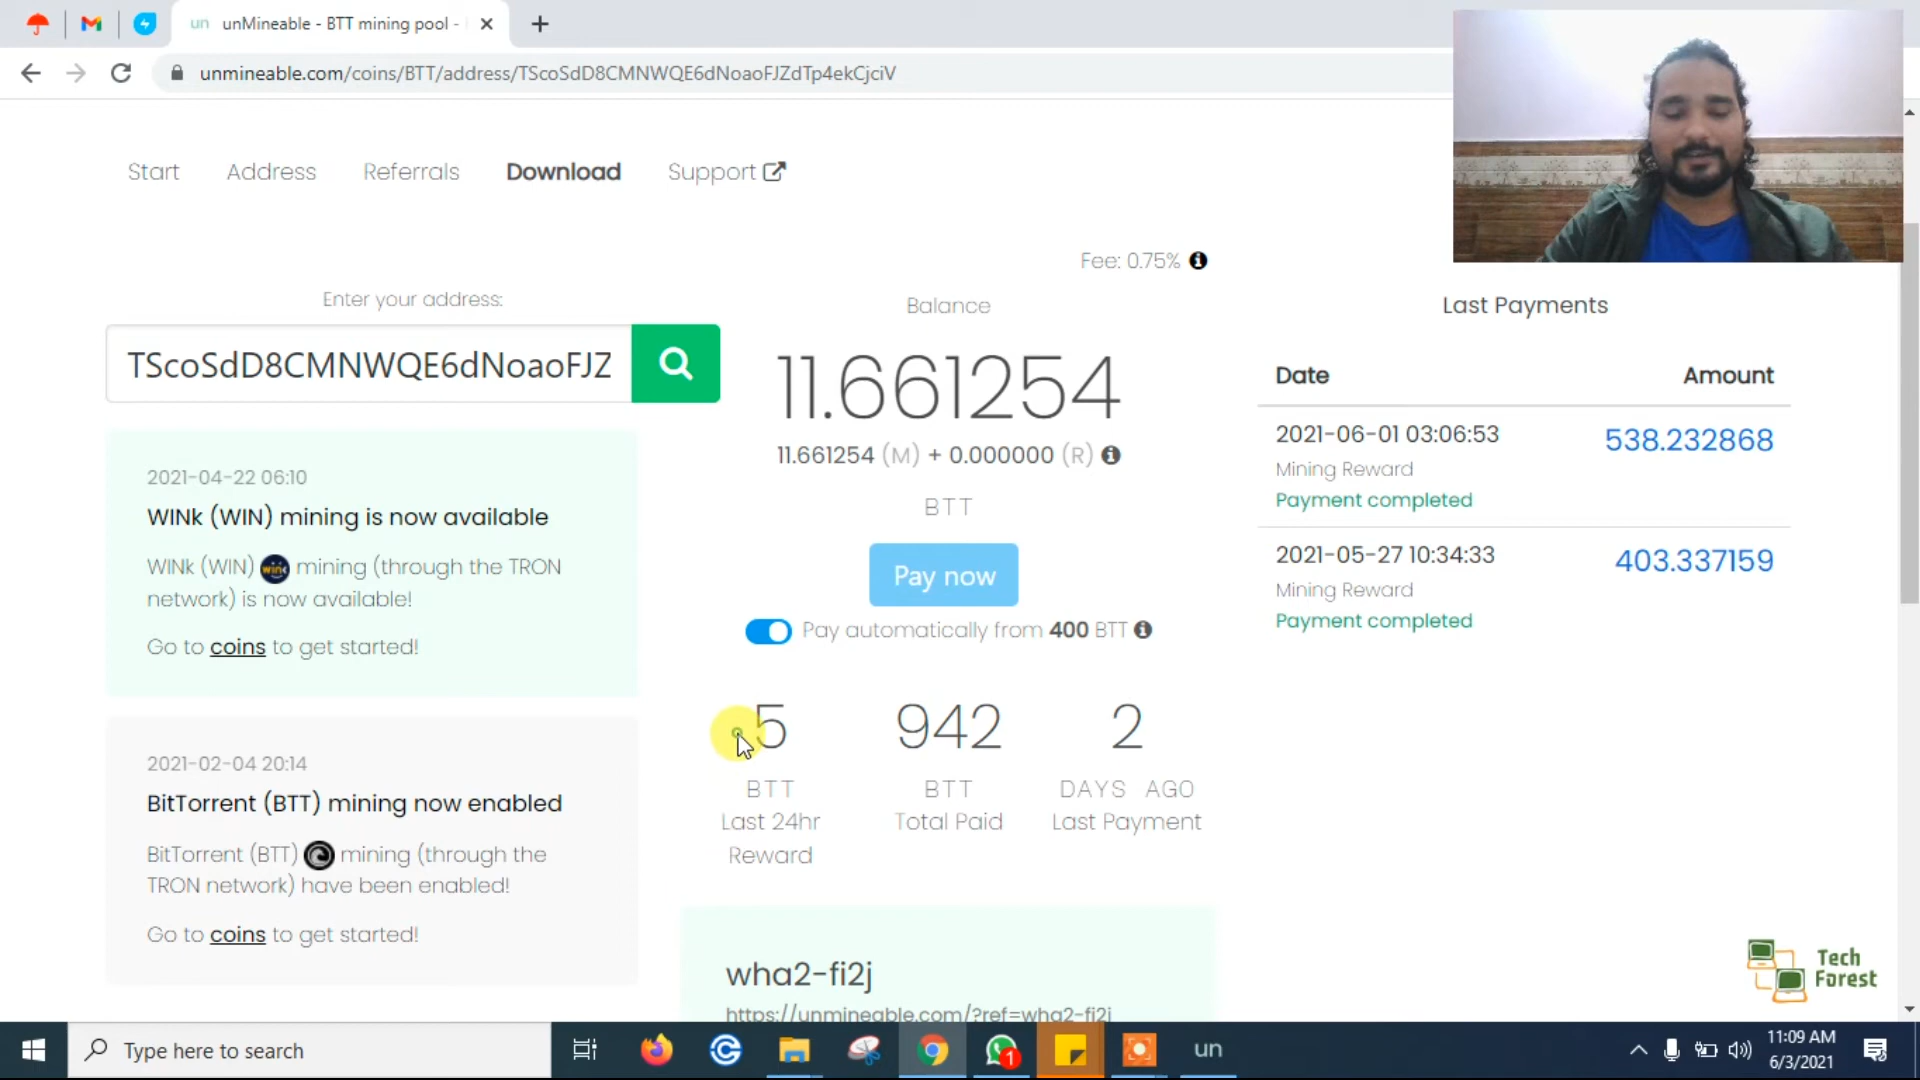 un unMineable - BTT mining pool -
unmineable.com/coins/BTT/address/TScoSdD8CMNWQE6dNoaoFJZdTp4ekCjciV
Start Address Referrals Download Support
Fee: 0.75%
Enter your address:
TScoSdD8CMNWQE6dNoaoFJZ
2021-04-22 06:10
WINk (WIN) mining is now available
WINk (WIN) mining (through the TRON
network) is now available!
Go to coins to get started!
2021-02-04 20:14
BitTorrent (BTT) mining now enabled
BitTorrent (BTT) mining (through the
TRON network) have been enabled!
Go to coins to get started!
Balance
11.661254
11.661254 (M) + 0.000000 (R)
BTT
Pay now
Pay automatically from 400 BTT
5 942 2
BTT BTT DAYS AGO
Last 24hr Total Paid Last Payment
Reward
wha2-fi2j
https://unmineable.com/?ref=wha2-fi2j
Last Payments
Date Amount
2021-06-01 03:06:53 538.232868
Mining Reward
Payment completed
2021-05-27 10:34:33 403.337159
Mining Reward
Payment completed
Tech
Forest
Type here to search
1
un
11:09 AM
6/3/2021